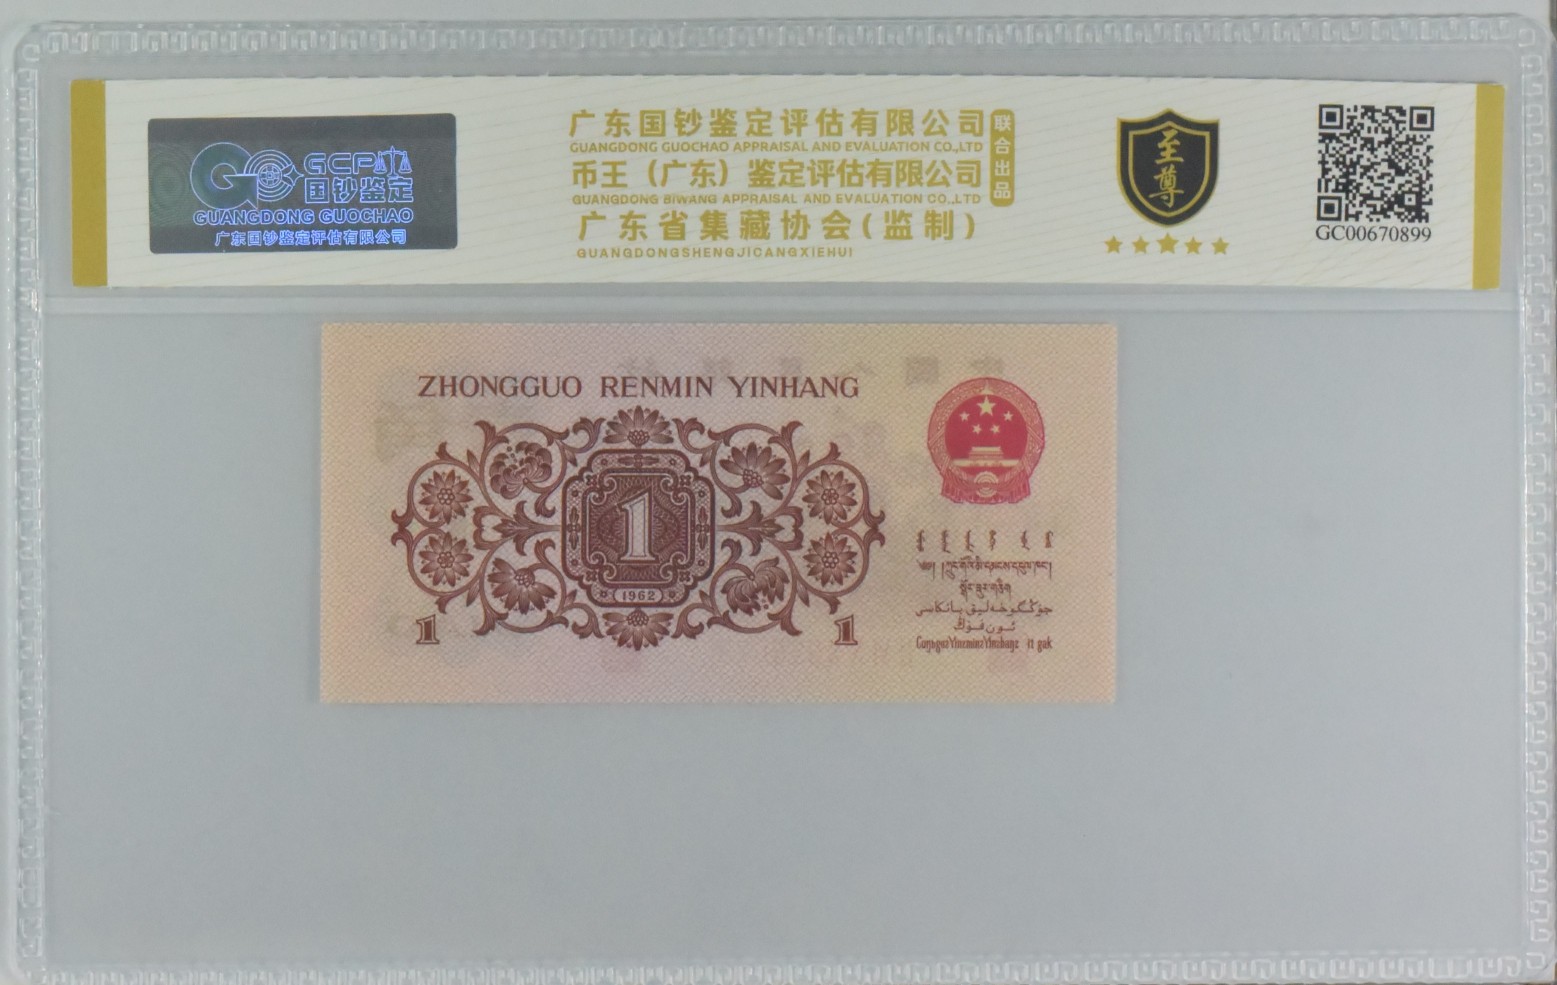 GCP
国钞鉴定
GUANGDONG GUOCHAO
广东国钞鉴定评估有限公司
广东国钞鉴定评估有限公司
GUANGDONG GUOCHAO APPRAISAL AND EVALUATION CO.,LTD
币王（广东）鉴定评估有限公司
GUANGDONG BIWANG APPRAISAL AND EVALUATION CO.,LTD
广东省集藏协会(监制)
GUANGDONGSHENGJICANGXIEHUI
联合出品
至尊
GC00670899
ZHONGGUO RENMIN YINHANG
1
1962
1
1
جۇڭگو خەلىق بانكاسى